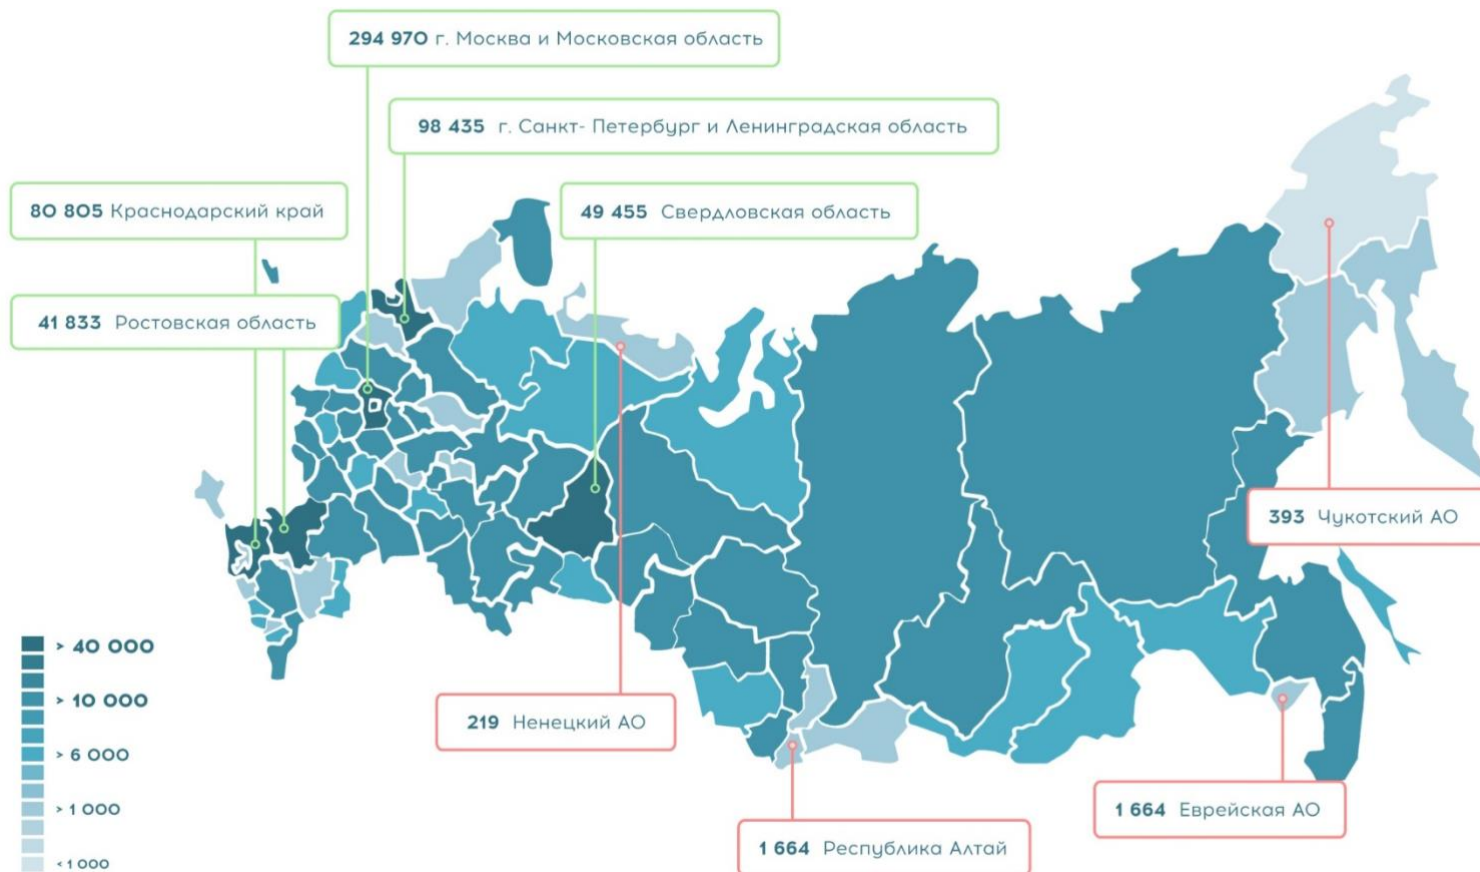 294 970 г. Москва и Московская область
98 435 г. Санкт- Петербург и Ленинградская область
80 805 Краснодарский край
49 455 Свердловская область
41 833 Ростовская область
393 Чукотский АО
> 40 000
> 10 000
> 6 000
> 1 000
< 1 000
219 Ненецкий АО
1 664 Еврейская АО
1 664 Республика Алтай